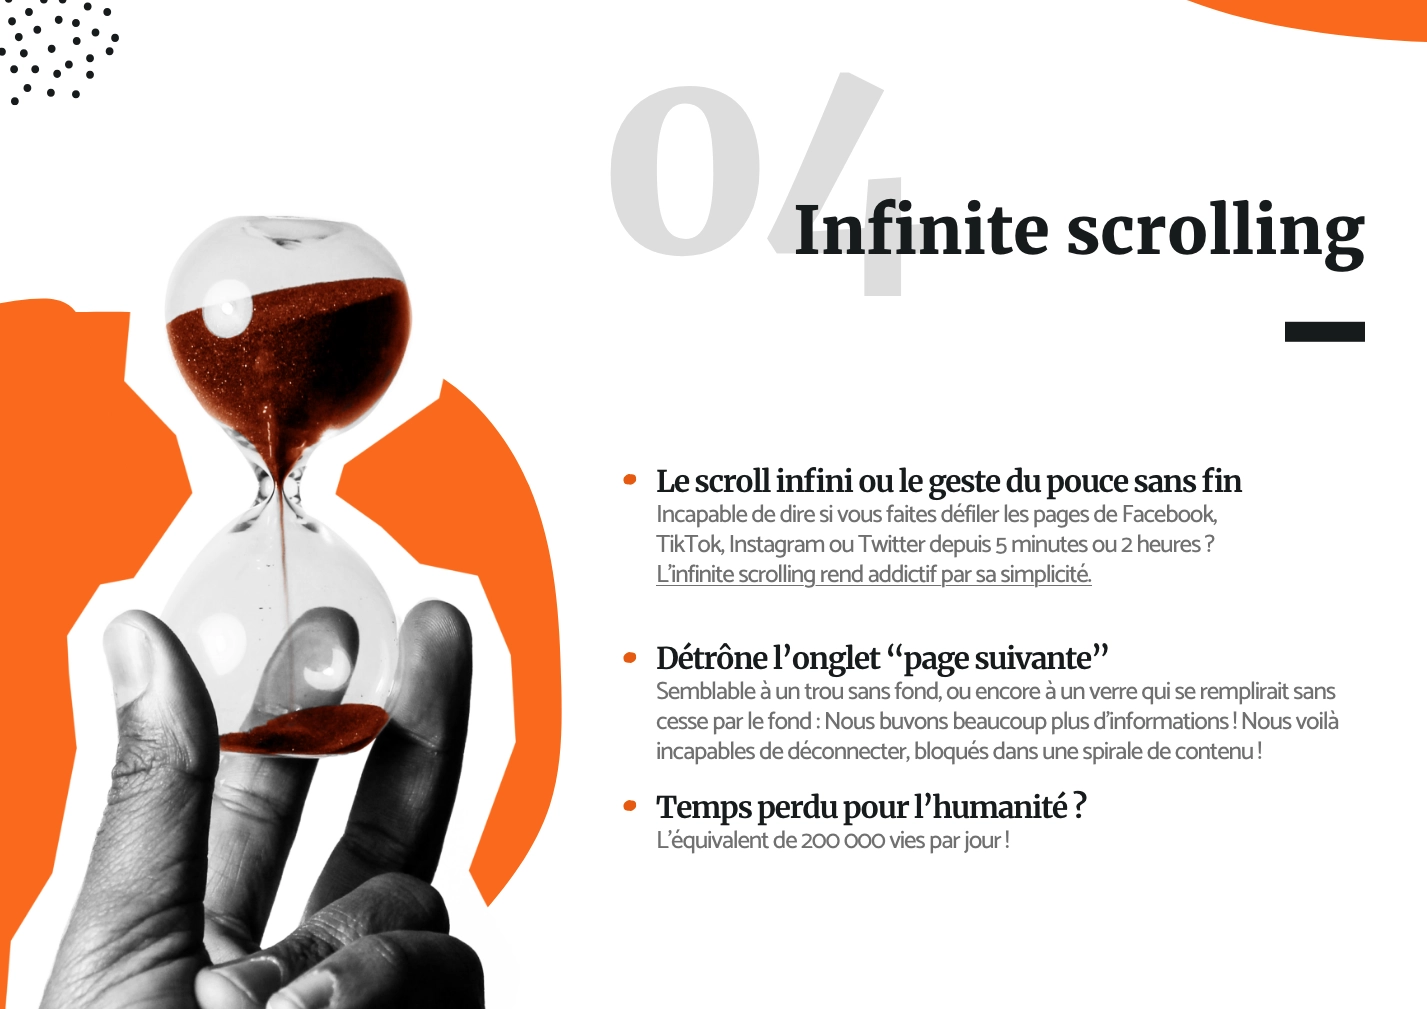 04
Infinite scrolling
Le scroll infini ou le geste du pouce sans fin
Incapable de dire si vous faites défiler les pages de Facebook,
TikTok, Instagram ou Twitter depuis 5 minutes ou 2 heures ?
L’infinite scrolling rend addictif par sa simplicité.
Détrône l’onglet “page suivante”
Semblable à un trou sans fond, ou encore à un verre qui se remplirait sans
cesse par le fond : Nous buvons beaucoup plus d’informations ! Nous voilà
incapables de déconnecter, bloqués dans une spirale de contenu !
Temps perdu pour l’humanité ?
L’équivalent de 200 000 vies par jour !